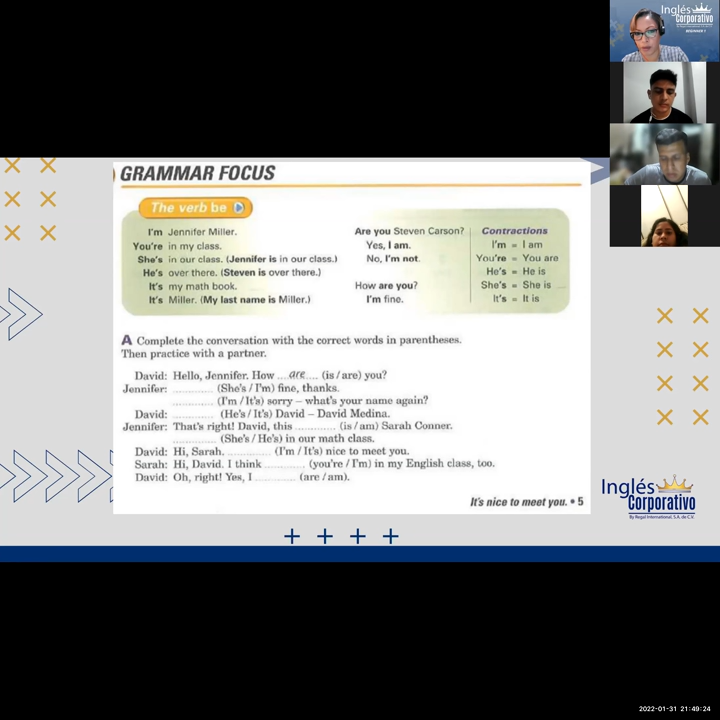 Inglés
Corporativo
By Regal International, S.A. de C.V.
BEGINNER 1
GRAMMAR FOCUS
The verb be
I'm Jennifer Miller.
You're in my class.
She's in our class. (Jennifer is in our class.)
He's over there. (Steven is over there.)
It's my math book.
It's Miller. (My last name is Miller.)
Are you Steven Carson?
Yes, I am.
No, I'm not.
How are you?
I'm fine.
Contractions
I'm = I am
You're = You are
He's = He is
She's = She is
It's = It is
A Complete the conversation with the correct words in parentheses.
Then practice with a partner.
David: Hello, Jennifer. How ....are.... (is / are) you?
Jennifer: ............ (She's / I'm) fine, thanks.
............ (I'm / It's) sorry – what's your name again?
David: ............ (He's / It's) David – David Medina.
Jennifer: That's right! David, this ............ (is / am) Sarah Conner.
............ (She's / He's) in our math class.
David: Hi, Sarah. ............ (I'm / It's) nice to meet you.
Sarah: Hi, David. I think ............ (you're / I'm) in my English class, too.
David: Oh, right! Yes, I ............ (are / am).
It's nice to meet you. • 5
Inglés
Corporativo
By Regal International, S.A. de C.V.
2022-01-31 21:49:24